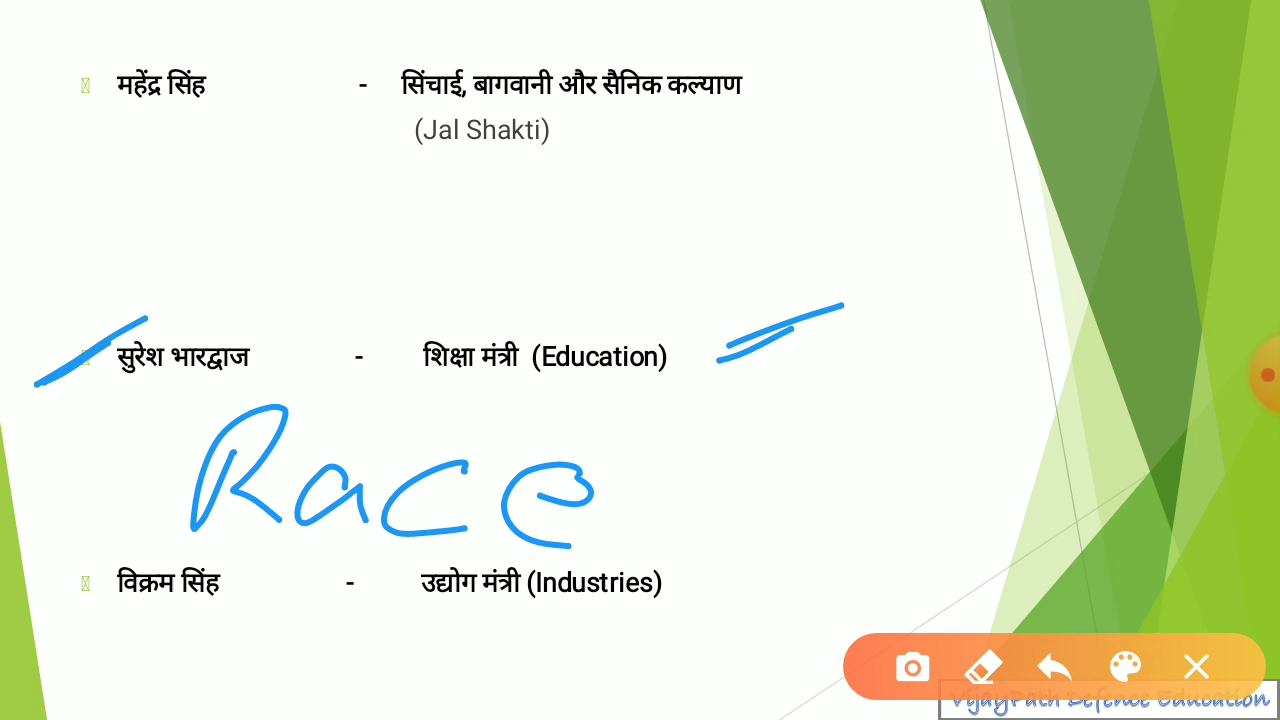 महेंद्र सिंह - सिंचाई, बागवानी और सैनिक कल्याण
(Jal Shakti)
सुरेश भारद्वाज - शिक्षा मंत्री (Education)
Race
विक्रम सिंह - उद्योग मंत्री (Industries)
VijayPath Defence Education